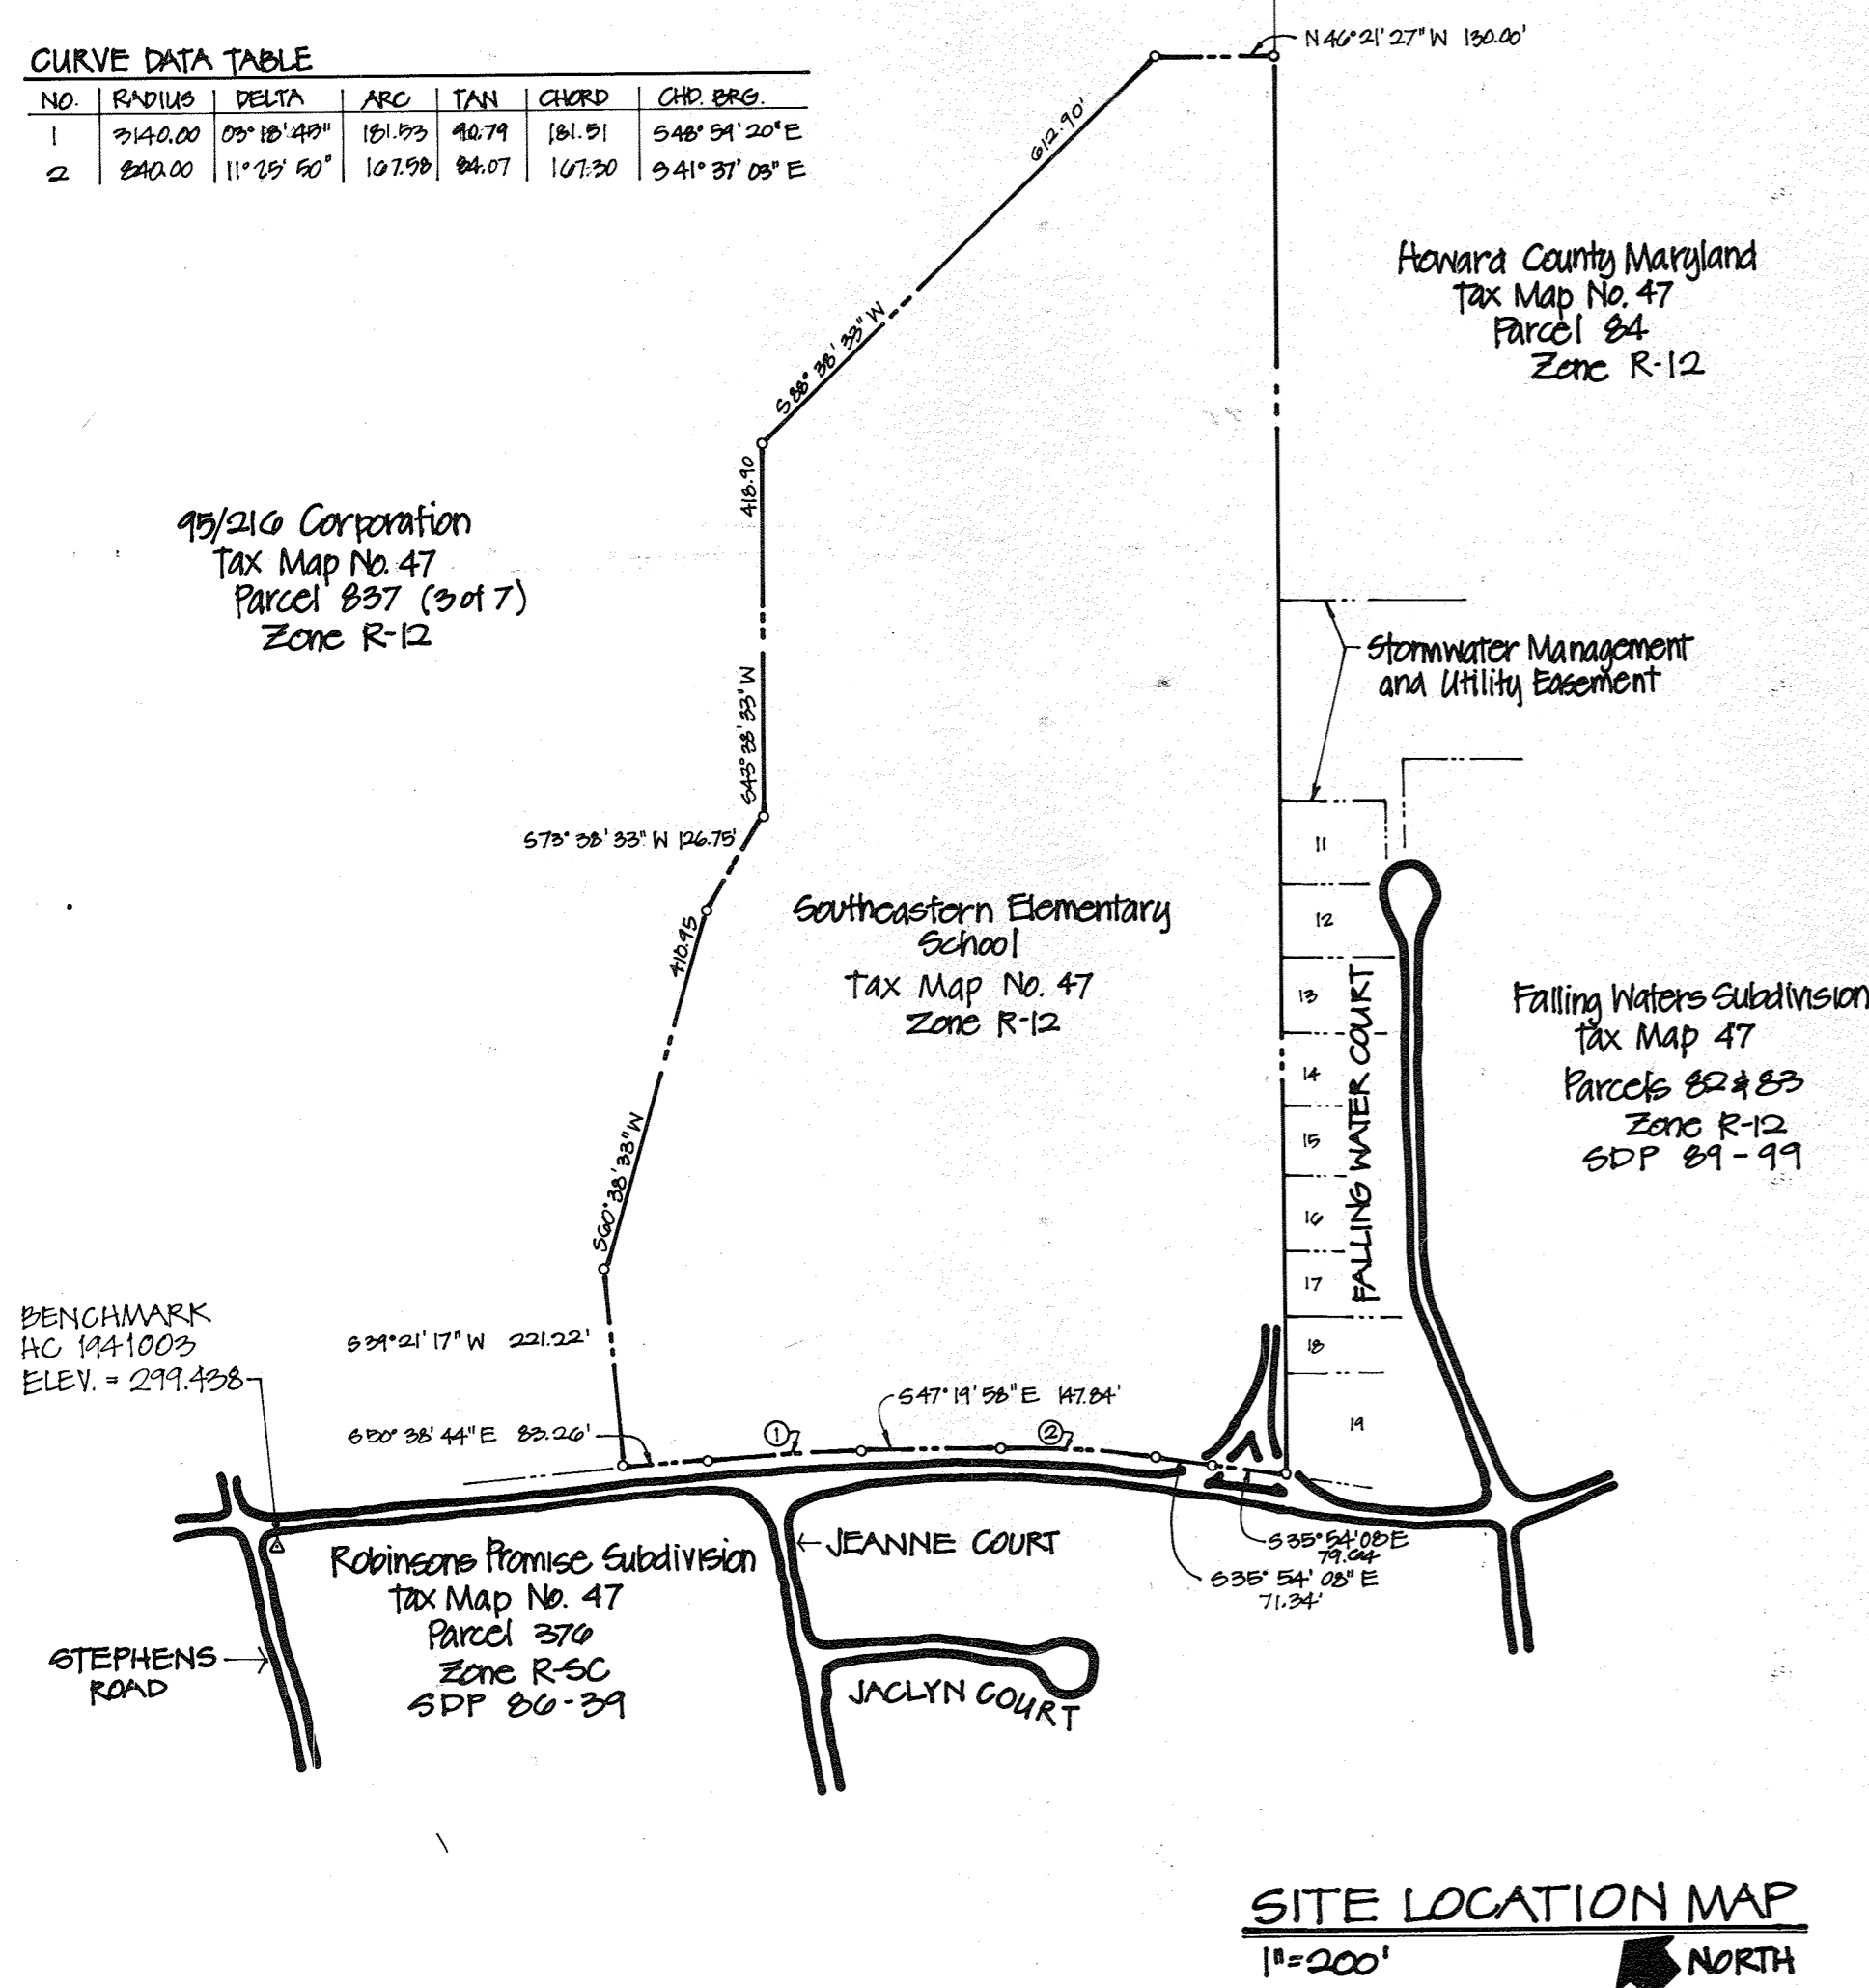 CURVE DATA TABLE
NO. RADIUS DELTA ARC TAN CHORD CHD. BRG.
1 3140.00 03°18'45" 181.53 90.79 181.51 S48°59'20"E
2 840.00 11°25'50" 167.58 84.07 167.30 S41°37'03"E
N46°21'27"W 130.00'
612.90'
S88°38'33"W
Howard County Maryland
Tax Map No. 47
Parcel 84
Zone R-12
418.90
S43°38'33"W
95/216 Corporation
Tax Map No. 47
Parcel 837 (3 of 7)
Zone R-12
Stormwater Management
and Utility Easement
S73°38'33"W 126.75'
410.95
S60°38'33"W
Southeastern Elementary
School
Tax Map No. 47
Zone R-12
11
12
13
14
15
16
17
18
19
FALLING WATER COURT
Falling Waters Subdivision
Tax Map 47
Parcels 82 & 83
Zone R-12
SDP 89-99
BENCHMARK
HC 1941003
ELEV. = 299.438
S39°21'17"W 221.22'
S50°38'44"E 83.26'
1
S47°19'58"E 147.84'
2
S35°54'08E
79.64
S35°54'08"E
71.34'
JEANNE COURT
Robinsons Promise Subdivision
Tax Map No. 47
Parcel 376
Zone R-SC
SDP 86-39
STEPHENS
ROAD
JACLYN COURT
SITE LOCATION MAP
1"=200'
NORTH